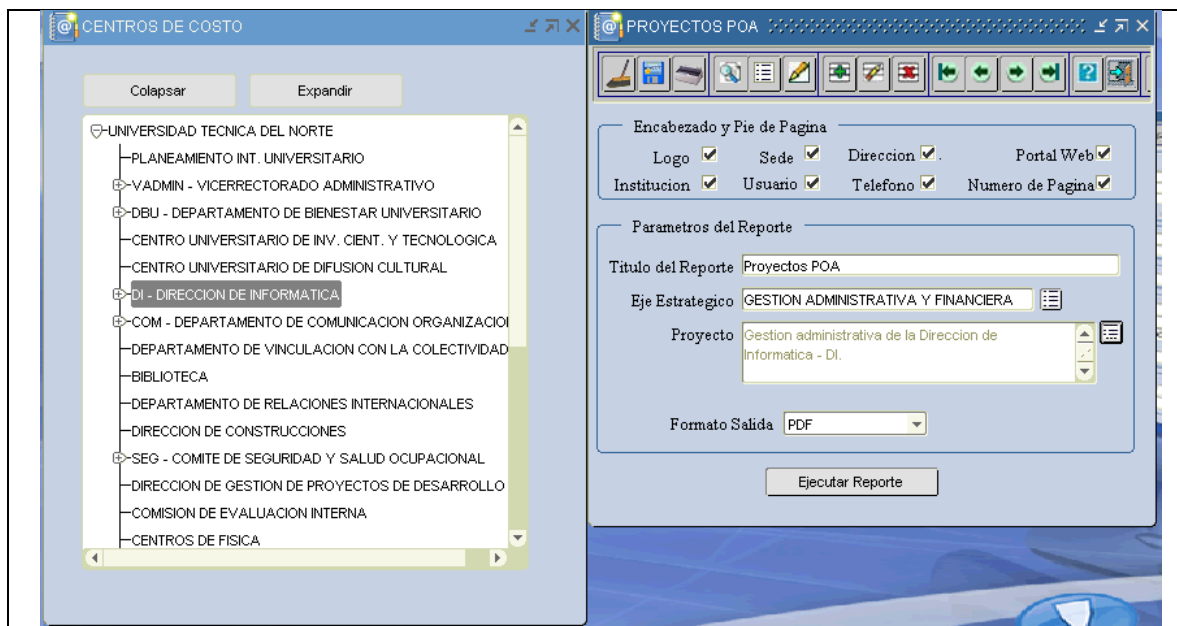 CENTROS DE COSTO
Colapsar
Expandir
UNIVERSIDAD TECNICA DEL NORTE
PLANEAMIENTO INT. UNIVERSITARIO
VADMIN - VICERRECTORADO ADMINISTRATIVO
DBU - DEPARTAMENTO DE BIENESTAR UNIVERSITARIO
CENTRO UNIVERSITARIO DE INV. CIENT. Y TECNOLOGICA
CENTRO UNIVERSITARIO DE DIFUSION CULTURAL
DI - DIRECCION DE INFORMATICA
COM - DEPARTAMENTO DE COMUNICACION ORGANIZACIO
DEPARTAMENTO DE VINCULACION CON LA COLECTIVIDAD
BIBLIOTECA
DEPARTAMENTO DE RELACIONES INTERNACIONALES
DIRECCION DE CONSTRUCCIONES
SEG - COMITE DE SEGURIDAD Y SALUD OCUPACIONAL
DIRECCION DE GESTION DE PROYECTOS DE DESARROLLO
COMISION DE EVALUACION INTERNA
CENTROS DE FISICA
PROYECTOS POA
Encabezado y Pie de Pagina
Logo Sede Direccion . Portal Web
Institucion Usuario Telefono Numero de Pagina
Parametros del Reporte
Titulo del Reporte Proyectos POA
Eje Estrategico GESTION ADMINISTRATIVA Y FINANCIERA
Proyecto Gestion administrativa de la Direccion de
Informatica - DI.
Formato Salida PDF
Ejecutar Reporte